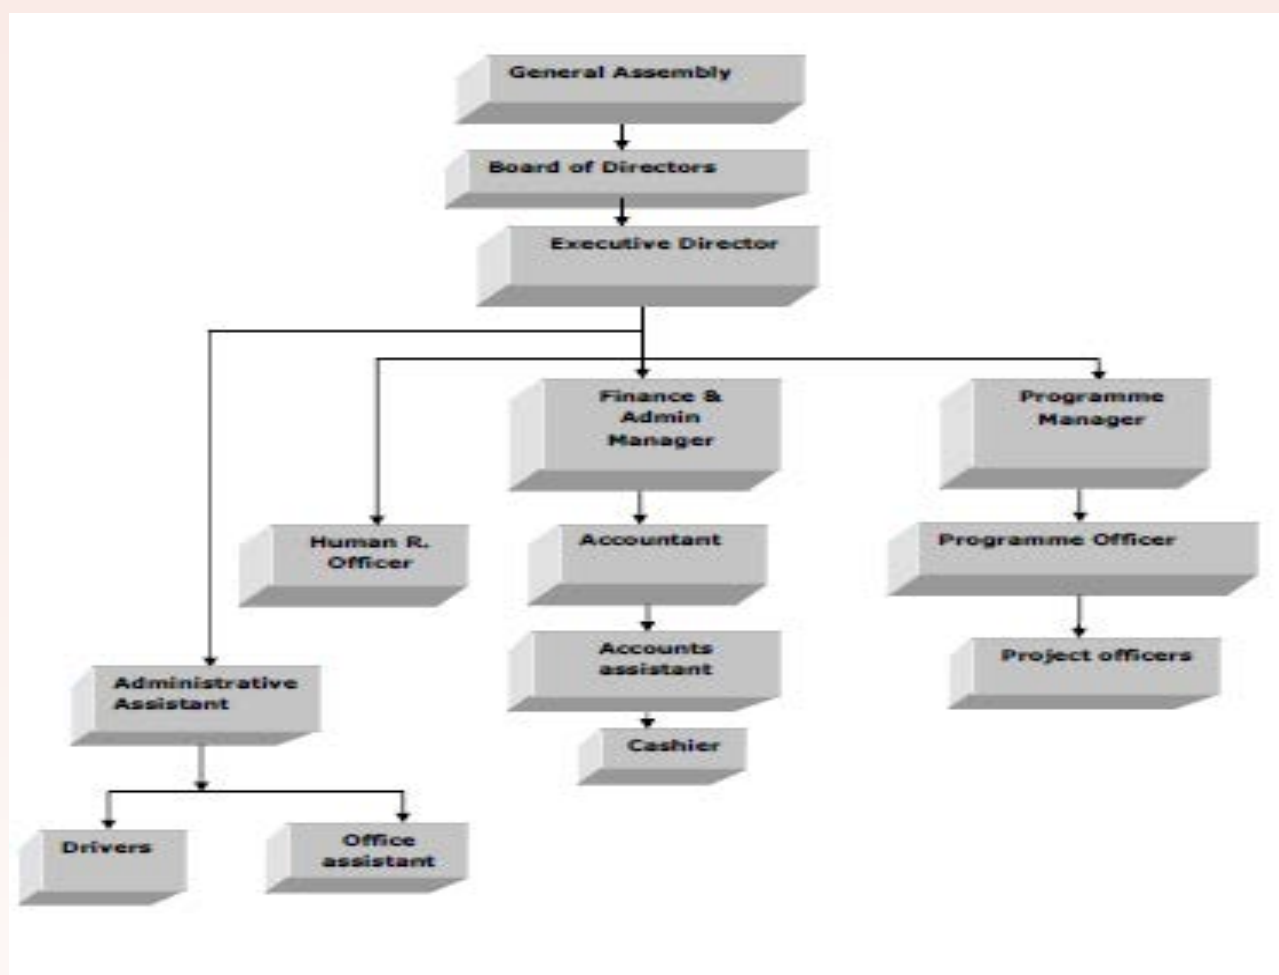 General Assembly
Board of Directors
Executive Director
Finance &
Admin
Manager
Programme
Manager
Human R.
Officer
Accountant
Programme Officer
Accounts
assistant
Project officers
Administrative
Assistant
Cashier
Drivers
Office
assistant